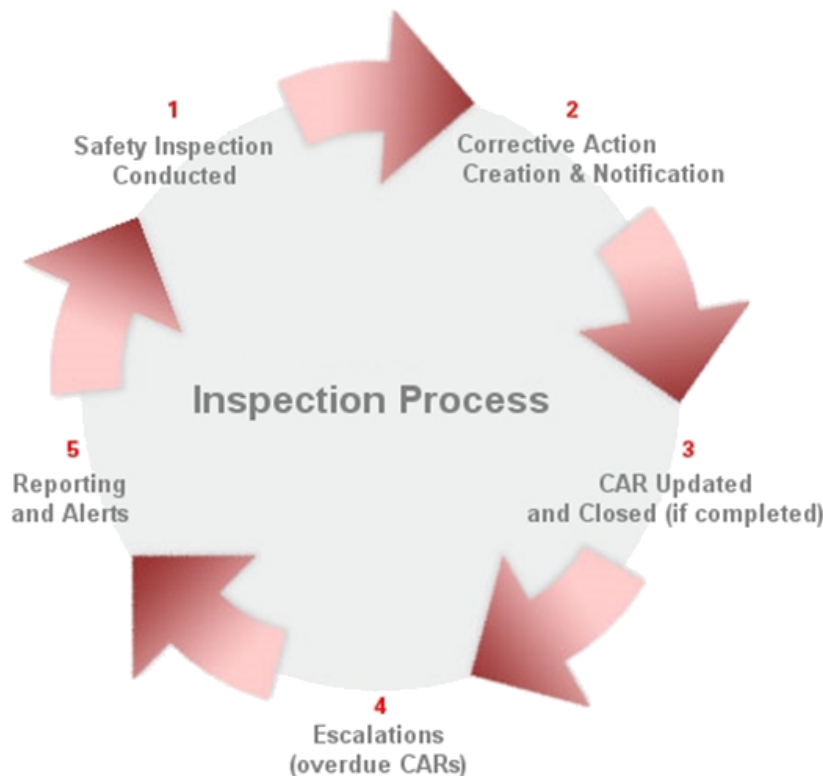 1
Safety Inspection
Conducted
2
Corrective Action
Creation & Notification
Inspection Process
3
CAR Updated
and Closed (if completed)
4
Escalations
(overdue CARs)
5
Reporting
and Alerts